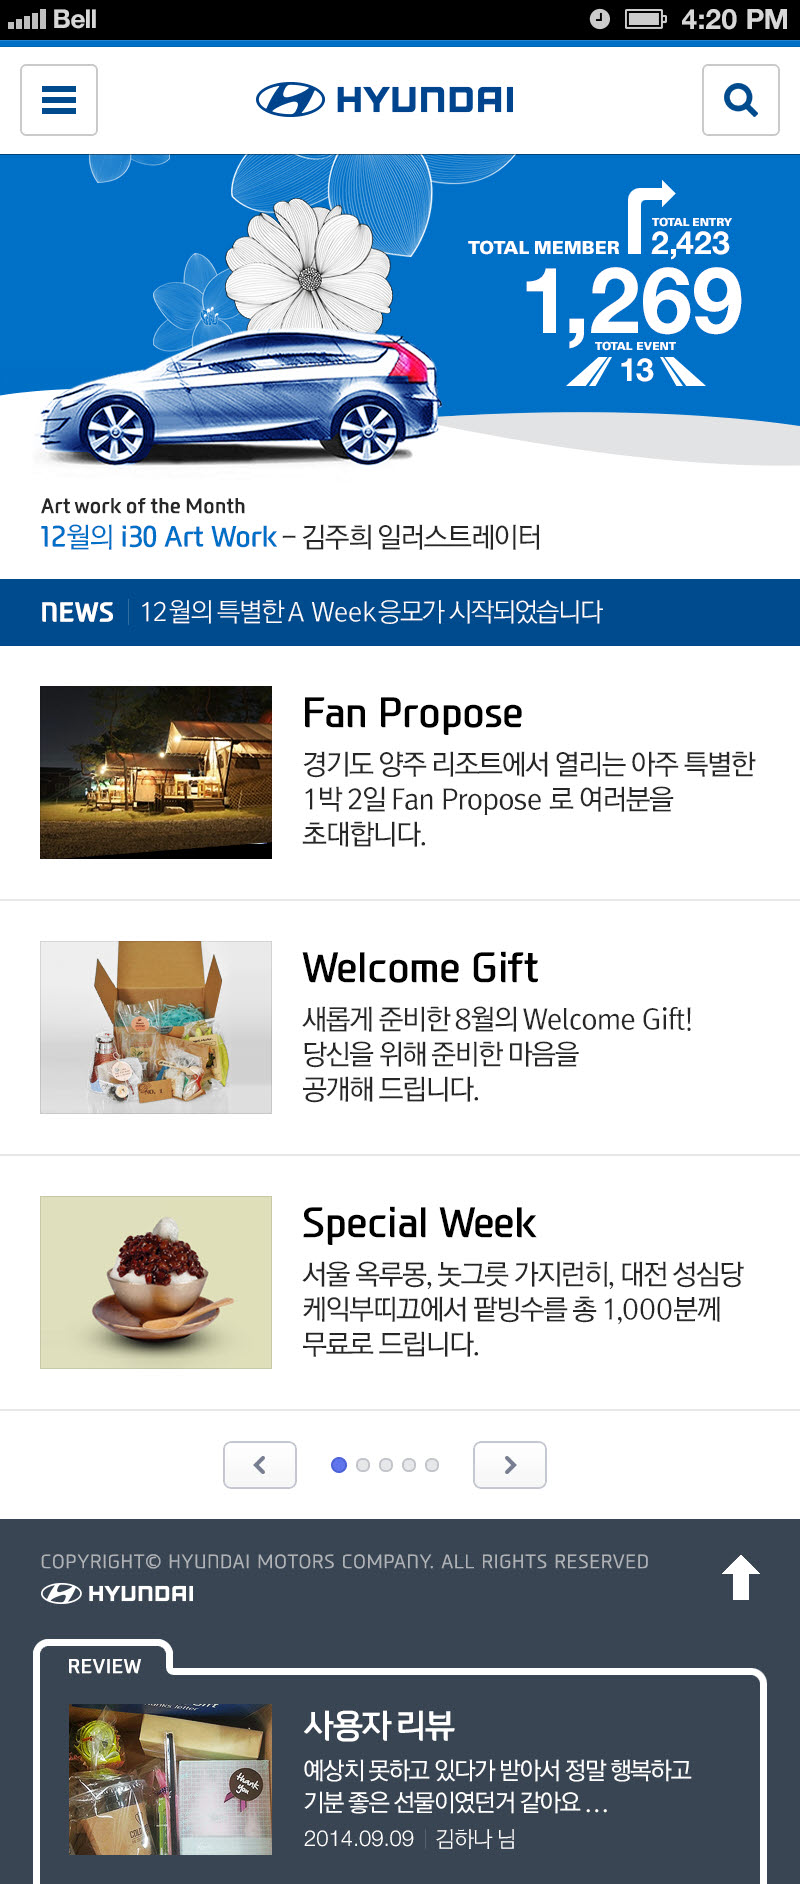 Bell
4:20 PM
HYUNDAI
TOTAL ENTRY
2,423
TOTAL MEMBER
1,269
TOTAL EVENT
13
Art work of the Month
12월의 i30 Art Work – 김주희 일러스트레이터
NEWS 12월의 특별한 A Week 응모가 시작되었습니다
Fan Propose
경기도 양주 리조트에서 열리는 아주 특별한
1박 2일 Fan Propose 로 여러분을
초대합니다.
Welcome Gift
새롭게 준비한 8월의 Welcome Gift!
당신을 위해 준비한 마음을
공개해 드립니다.
Special Week
서울 옥루몽, 놋그릇 가지런히, 대전 성심당
케익부띠끄에서 팥빙수를 총 1,000분께
무료로 드립니다.
COPYRIGHT© HYUNDAI MOTORS COMPANY. ALL RIGHTS RESERVED
HYUNDAI
REVIEW
사용자 리뷰
예상치 못하고 있다가 받아서 정말 행복하고
기분 좋은 선물이였던거 같아요 ...
2014.09.09 김하나 님
thank
you